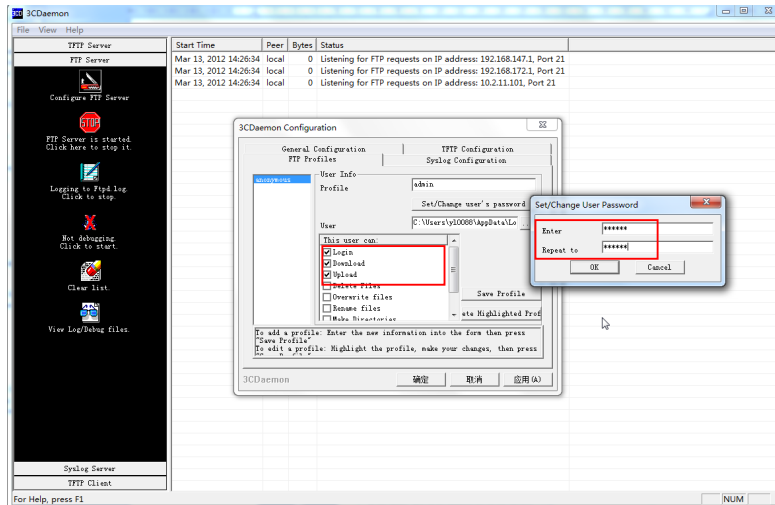 3CDaemon
File View Help
TFTP Server
FTP Server
Configure FTP Server
STOP
FTP Server is started.
Click here to stop it.
Logging to Ftpd log.
Click to stop.
Not debugging.
Click to start.
Clear list.
View Log/Debug files.
Syslog Server
TFTP Client
Start Time Peer Bytes Status
Mar 13, 2012 14:26:34 local 0 Listening for FTP requests on IP address: 192.168.147.1, Port 21
Mar 13, 2012 14:26:34 local 0 Listening for FTP requests on IP address: 192.168.172.1, Port 21
Mar 13, 2012 14:26:34 local 0 Listening for FTP requests on IP address: 10.2.11.101, Port 21
3CDaemon Configuration
General Configuration TFTP Configuration
FTP Profiles Syslog Configuration
anonymous
User Info
Profile admin
Set/Change user's password
User C:\Users\yl0088\AppData\Lo ..
This user can:
Login
Download
Upload
Delete Files
Overwrite files
Rename files
Make Directories
Save Profile
ete Highlighted Prof
To add a profile: Enter the new information into the form then press
"Save Profile"
To edit a profile: Highlight the profile, make your changes, then press
3CDaemon
确定 取消 应用(A)
Set/Change User Password
Enter ******
Repeat to ******
OK Cancel
For Help, press F1
NUM